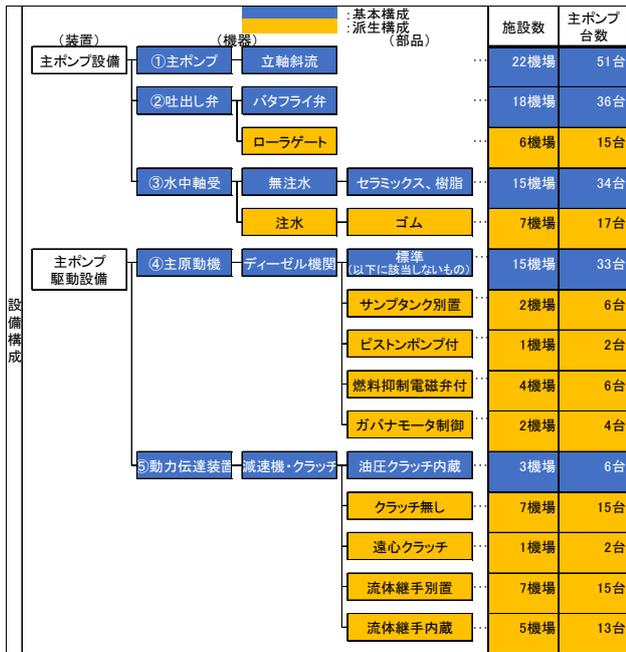 :基本構成
:派生構成
施設数
主ポンプ
台数
(装置)
(機器)
(部品)
主ポンプ設備
①主ポンプ
立軸斜流
… 22機場 51台
②吐出し弁
バタフライ弁
… 18機場 36台
ローラゲート
… 6機場 15台
③水中軸受
無注水
セラミックス、樹脂
… 15機場 34台
注水
ゴム
… 7機場 17台
主ポンプ
駆動設備
④主原動機
ディーゼル機関
標準
(以下に該当しないもの)
… 15機場 33台
サンプタンク別置
… 2機場 6台
ピストンポンプ付
… 1機場 2台
燃料抑制電磁弁付
… 4機場 6台
ガバナモータ制御
… 2機場 4台
⑤動力伝達装置
減速機・クラッチ
油圧クラッチ内蔵
… 3機場 6台
クラッチ無し
… 7機場 15台
遠心クラッチ
… 1機場 2台
流体継手別置
… 7機場 15台
流体継手内蔵
… 5機場 13台
設備構成